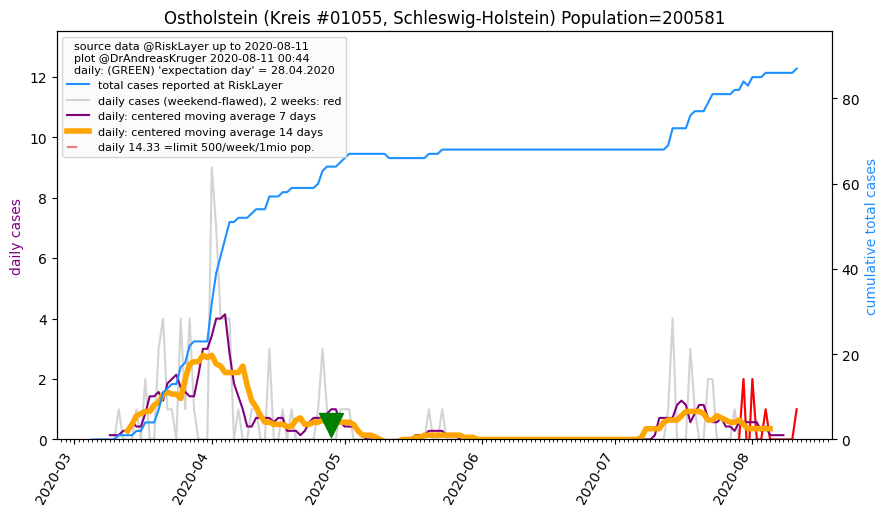 Ostholstein (Kreis #01055, Schleswig-Holstein) Population=200581
source data @RiskLayer up to 2020-08-11
plot @DrAndreasKruger 2020-08-11 00:44
daily: (GREEN) 'expectation day' = 28.04.2020
total cases reported at RiskLayer
daily cases (weekend-flawed), 2 weeks: red
daily: centered moving average 7 days
daily: centered moving average 14 days
daily 14.33 =limit 500/week/1mio pop.
daily cases
12
10
8
6
4
2
0
cumulative total cases
80
60
40
20
0
2020-03
2020-04
2020-05
2020-06
2020-07
2020-08